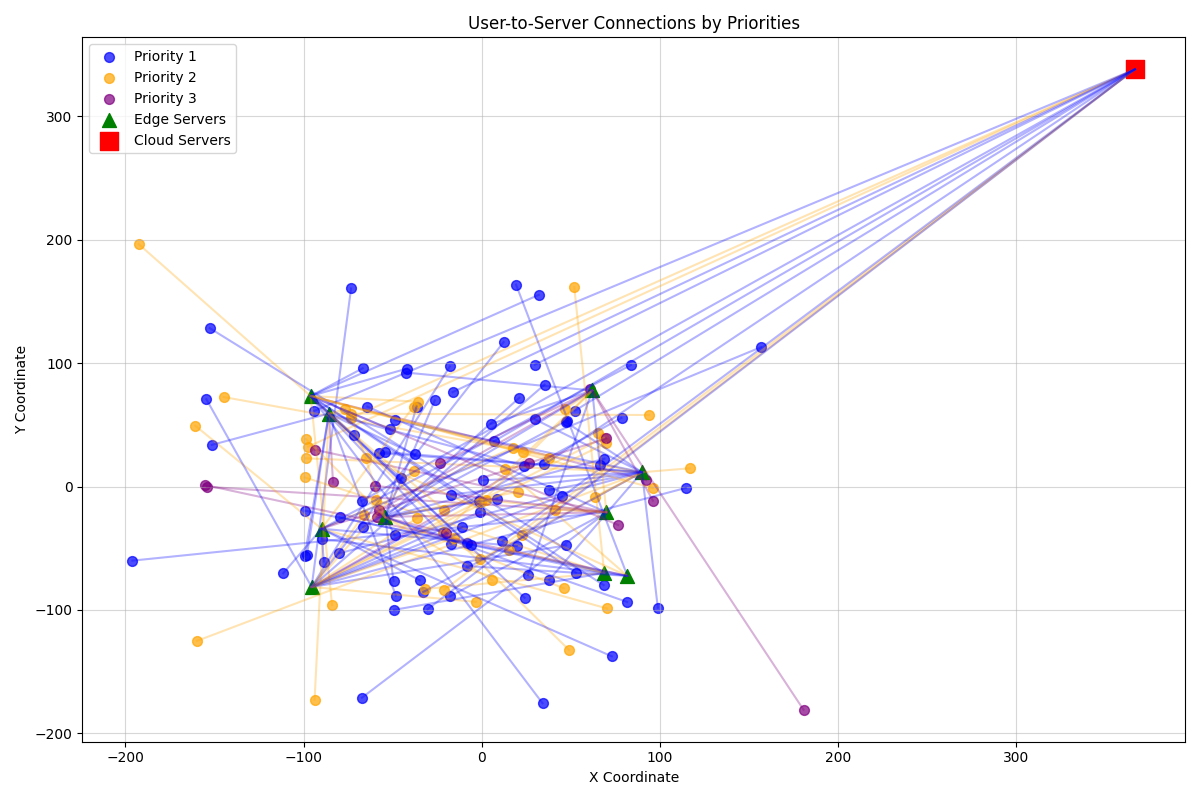 User-to-Server Connections by Priorities
Priority 1
Priority 2
Priority 3
Edge Servers
Cloud Servers
Y Coordinate
300
200
100
0
−100
−200
−200
−100
0
100
200
300
X Coordinate